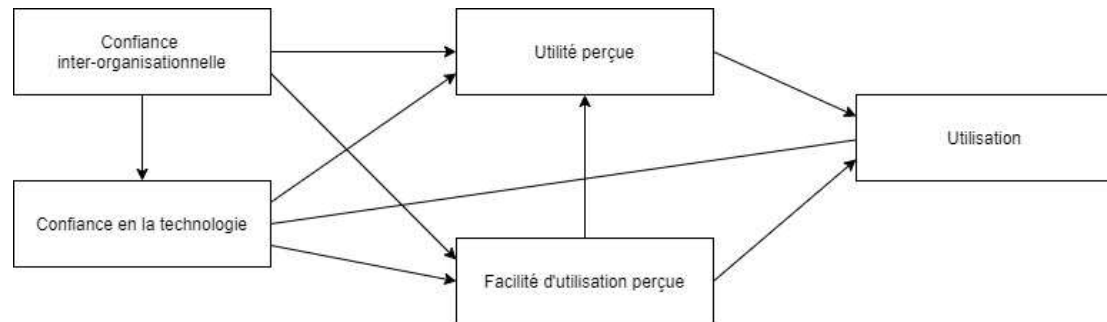 Confiance
inter-organisationnelle
Utilité perçue
Utilisation
Confiance en la technologie
Facilité d'utilisation perçue